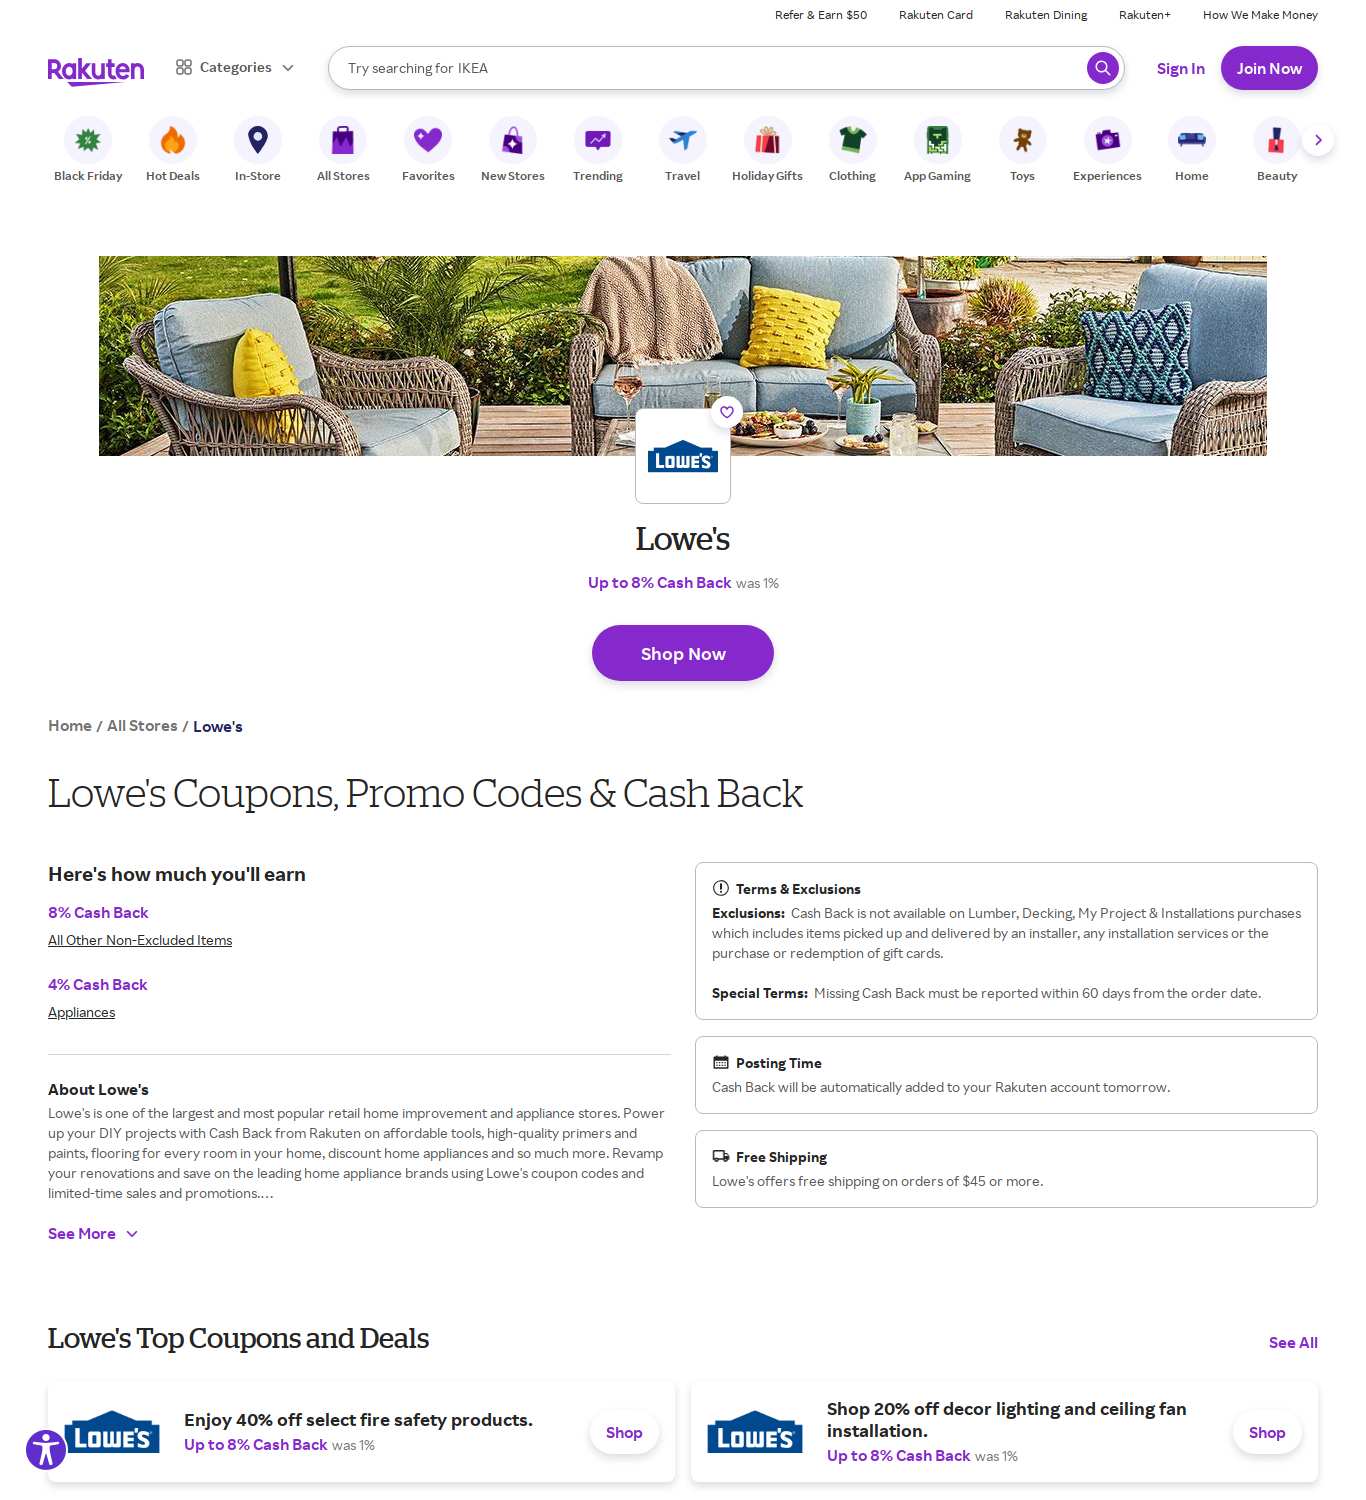 Refer & Earn $50
Rakuten Card
Rakuten Dining
Rakuten+
How We Make Money
Rakuten
Categories
Try searching for IKEA
Sign In
Join Now
Black Friday
Hot Deals
In-Store
All Stores
Favorites
New Stores
Trending
Travel
Holiday Gifts
Clothing
App Gaming
Toys
Experiences
Home
Beauty
LOWE'S
Lowe's
Up to 8% Cash Back was 1%
Shop Now
Home / All Stores / Lowe's
Lowe's Coupons, Promo Codes & Cash Back
Here's how much you'll earn
8% Cash Back
All Other Non-Excluded Items
4% Cash Back
Appliances
About Lowe's
Lowe's is one of the largest and most popular retail home improvement and appliance stores. Power
up your DIY projects with Cash Back from Rakuten on affordable tools, high-quality primers and
paints, flooring for every room in your home, discount home appliances and so much more. Revamp
your renovations and save on the leading home appliance brands using Lowe's coupon codes and
limited-time sales and promotions....
See More
Terms & Exclusions
Exclusions: Cash Back is not available on Lumber, Decking, My Project & Installations purchases
which includes items picked up and delivered by an installer, any installation services or the
purchase or redemption of gift cards.
Special Terms: Missing Cash Back must be reported within 60 days from the order date.
Posting Time
Cash Back will be automatically added to your Rakuten account tomorrow.
Free Shipping
Lowe's offers free shipping on orders of $45 or more.
Lowe's Top Coupons and Deals
See All
LOWE'S
Enjoy 40% off select fire safety products.
Up to 8% Cash Back was 1%
Shop
LOWE'S
Shop 20% off decor lighting and ceiling fan
installation.
Up to 8% Cash Back was 1%
Shop